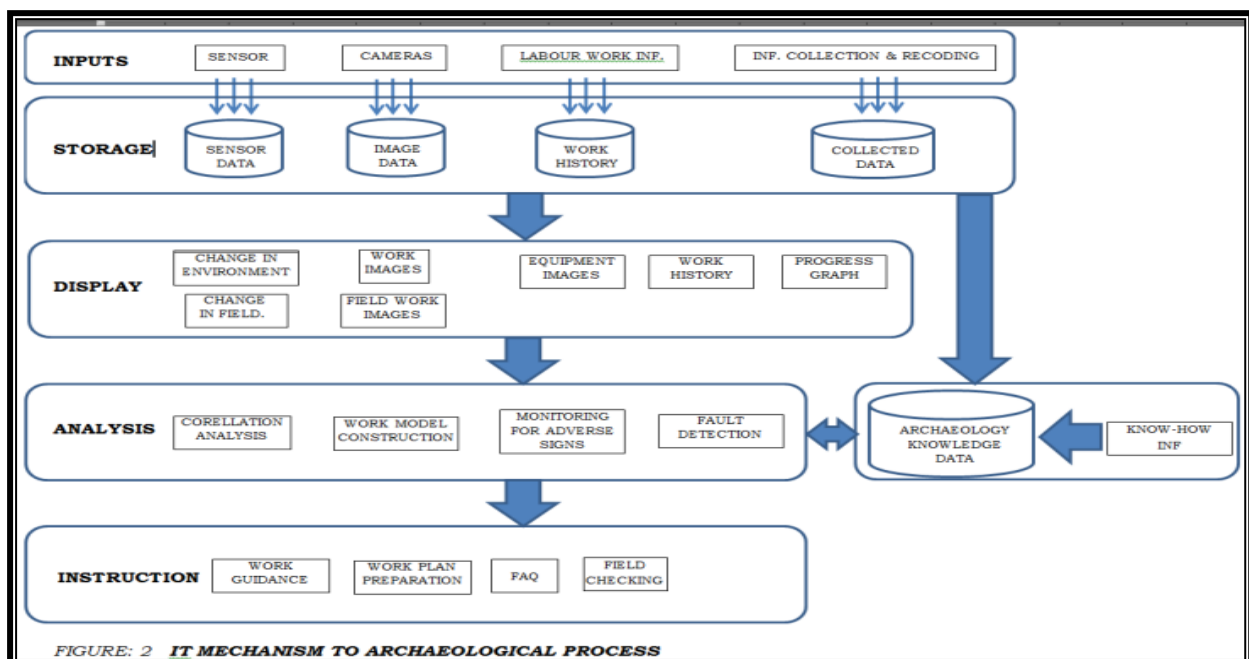 INPUTS
SENSOR
CAMERAS
LABOUR WORK INF.
INF. COLLECTION & RECODING
STORAGE
SENSOR
DATA
IMAGE
DATA
WORK
HISTORY
COLLECTED
DATA
DISPLAY
CHANGE IN
ENVIRONMENT
WORK
IMAGES
EQUIPMENT
IMAGES
WORK
HISTORY
PROGRESS
GRAPH
CHANGE
IN FIELD.
FIELD WORK
IMAGES
ANALYSIS
CORELLATION
ANALYSIS
WORK MODEL
CONSTRUCTION
MONITORING
FOR ADVERSE
SIGNS
FAULT
DETECTION
ARCHAEOLOGY
KNOWLEDGE
DATA
KNOW-HOW
INF
INSTRUCTION
WORK
GUIDANCE
WORK PLAN
PREPARATION
FAQ
FIELD
CHECKING
FIGURE: 2 IT MECHANISM TO ARCHAEOLOGICAL PROCESS